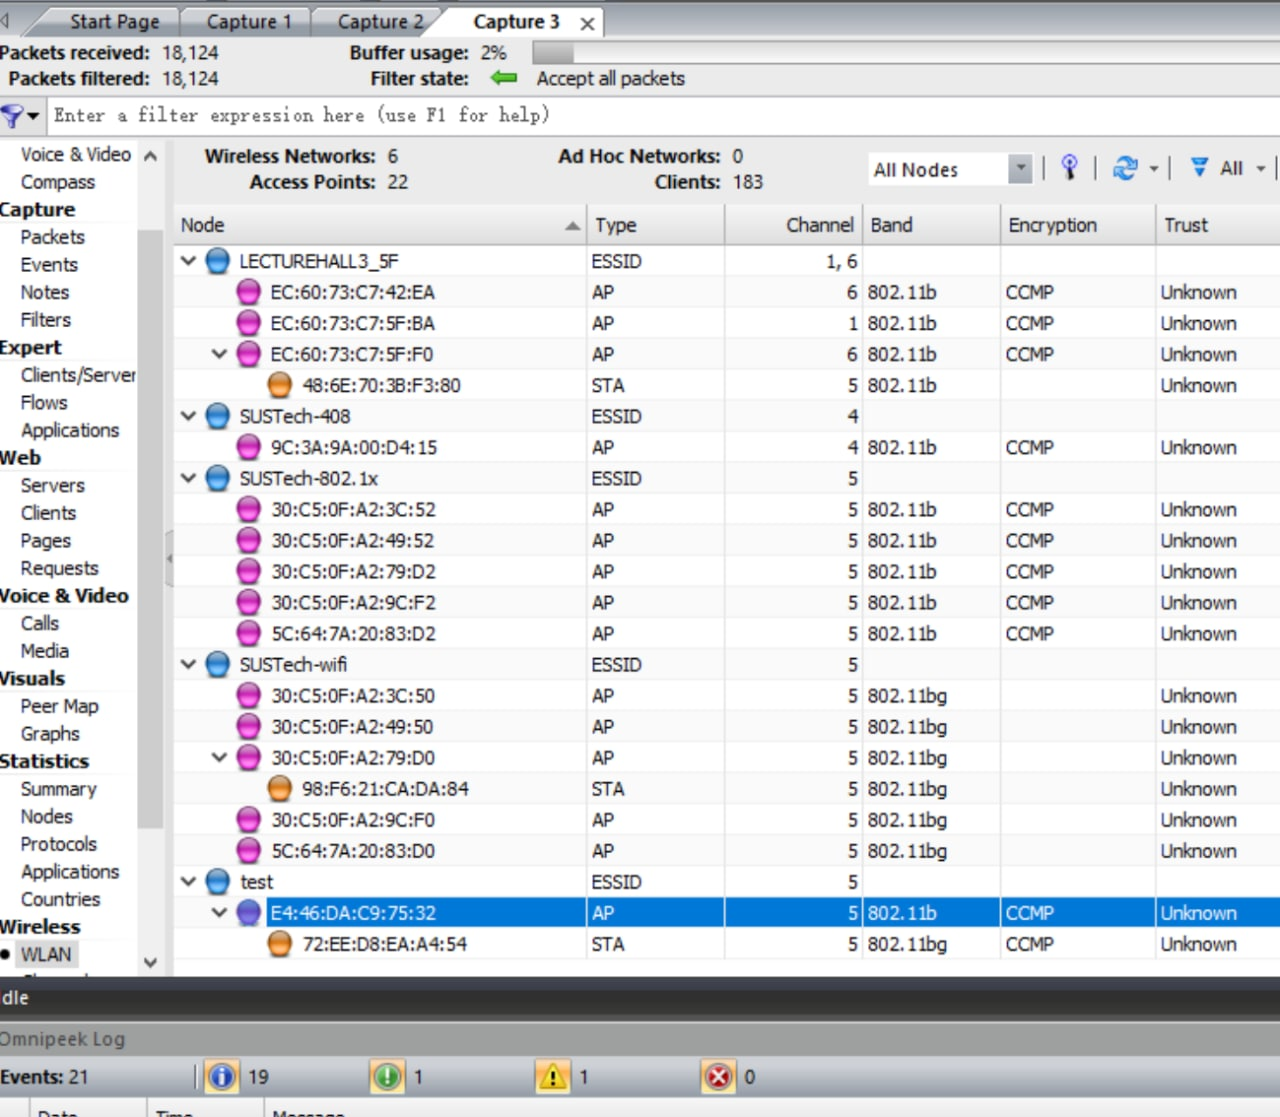 Start Page Capture 1 Capture 2 Capture 3
Packets received: 18,124 Buffer usage: 2%
Packets filtered: 18,124 Filter state: Accept all packets
Enter a filter expression here (use F1 for help)
Voice & Video
Compass
Capture
Packets
Events
Notes
Filters
Expert
Clients/Server
Flows
Applications
Web
Servers
Clients
Pages
Requests
Voice & Video
Calls
Media
Visuals
Peer Map
Graphs
Statistics
Summary
Nodes
Protocols
Applications
Countries
Wireless
WLAN
Wireless Networks: 6 Ad Hoc Networks: 0
Access Points: 22 Clients: 183
All Nodes All
Node Type Channel Band Encryption Trust
LECTUREHALL3_5F ESSID 1, 6
EC:60:73:C7:42:EA AP 6 802.11b CCMP Unknown
EC:60:73:C7:5F:BA AP 1 802.11b CCMP Unknown
EC:60:73:C7:5F:F0 AP 6 802.11b CCMP Unknown
48:6E:70:3B:F3:80 STA 5 802.11b Unknown
SUSTech-408 ESSID 4
9C:3A:9A:00:D4:15 AP 4 802.11b CCMP Unknown
SUSTech-802.1x ESSID 5
30:C5:0F:A2:3C:52 AP 5 802.11b CCMP Unknown
30:C5:0F:A2:49:52 AP 5 802.11b CCMP Unknown
30:C5:0F:A2:79:D2 AP 5 802.11b CCMP Unknown
30:C5:0F:A2:9C:F2 AP 5 802.11b CCMP Unknown
5C:64:7A:20:83:D2 AP 5 802.11b CCMP Unknown
SUSTech-wifi ESSID 5
30:C5:0F:A2:3C:50 AP 5 802.11bg Unknown
30:C5:0F:A2:49:50 AP 5 802.11bg Unknown
30:C5:0F:A2:79:D0 AP 5 802.11bg Unknown
98:F6:21:CA:DA:84 STA 5 802.11bg Unknown
30:C5:0F:A2:9C:F0 AP 5 802.11bg Unknown
5C:64:7A:20:83:D0 AP 5 802.11bg Unknown
test ESSID 5
E4:46:DA:C9:75:32 AP 5 802.11b CCMP Unknown
72:EE:D8:EA:A4:54 STA 5 802.11bg CCMP Unknown
Idle
Omnipeek Log
Events: 21 19 1 1 0
Date Time Message